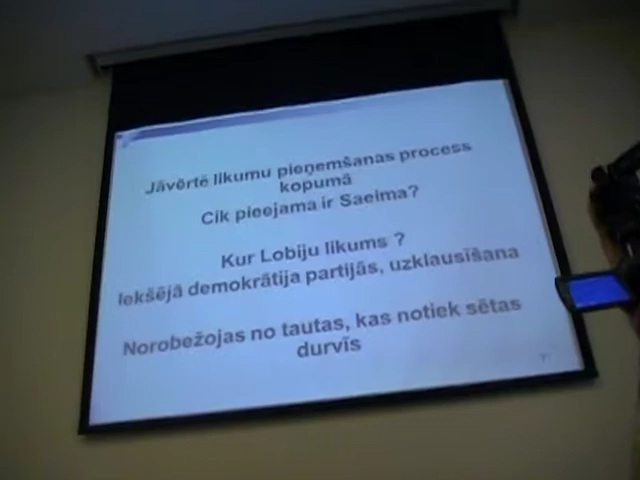 Jāvērtē likumu pieņemšanas process
kopumā
Cik pieejama ir Saeima?
Kur Lobiju likums ?
Iekšējā demokrātija partijās, uzklausīšana
Norobežojas no tautas, kas notiek sētas
durvīs